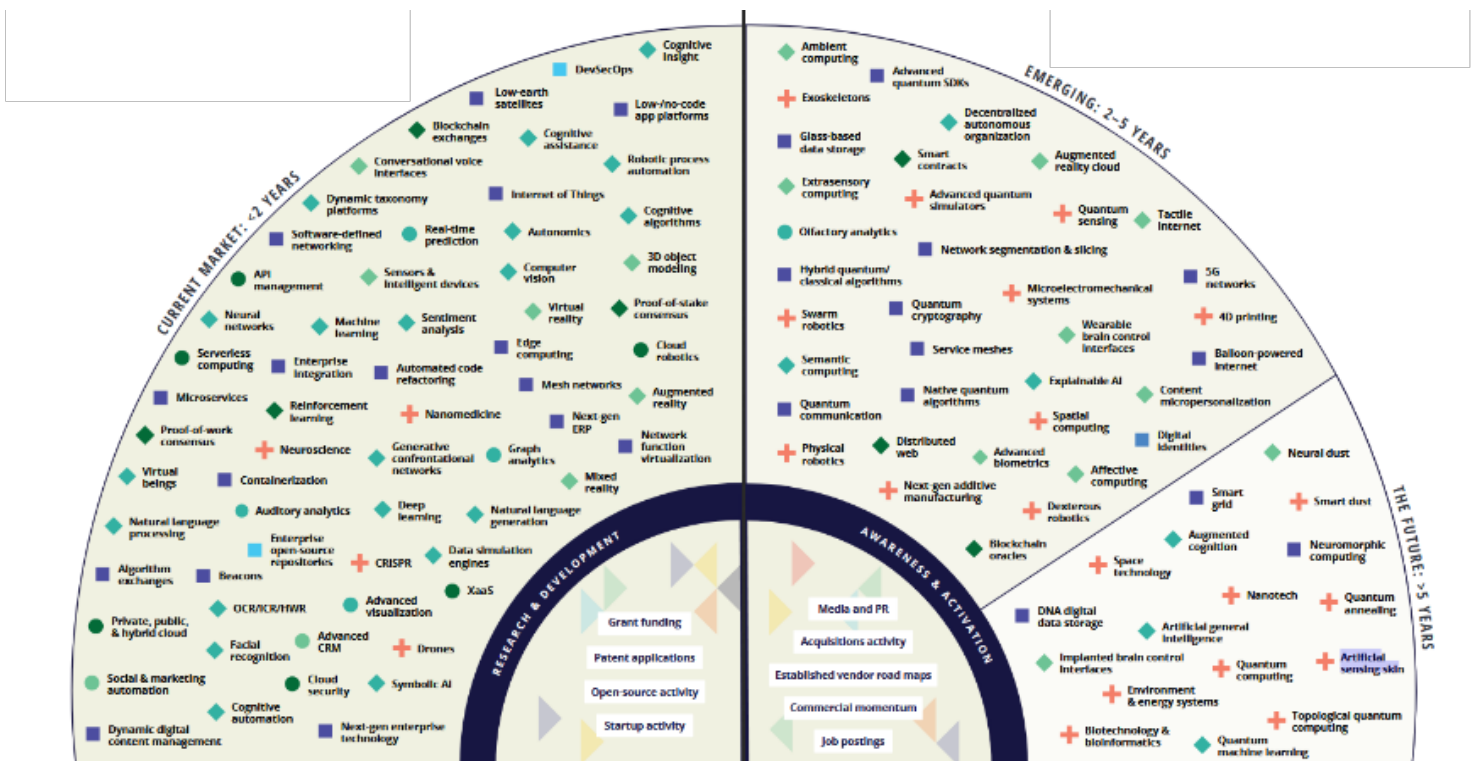 CURRENT MARKET: <2 YEARS
Cognitive
insight
DevSecOps
Low-earth
satellites
Low-/no-code
app platforms
Blockchain
exchanges
Cognitive
assistance
Conversational voice
interfaces
Robotic process
automation
Dynamic taxonomy
platforms
Internet of Things
Cognitive
algorithms
Software-defined
networking
Real-time
prediction
Autonomics
API
management
Sensors &
intelligent devices
Computer
vision
3D object
modeling
Neural
networks
Machine
learning
Sentiment
analysis
Virtual
reality
Proof-of-stake
consensus
Serverless
computing
Enterprise
integration
Automated code
refactoring
Edge
computing
Cloud
robotics
Microservices
Reinforcement
learning
Nanomedicine
Mesh networks
Augmented
reality
Proof-of-work
consensus
Neuroscience
Generative
confrontational
networks
Graph
analytics
Next-gen
ERP
Network
function
virtualization
Virtual
beings
Containerization
Mixed
reality
Natural language
processing
Auditory analytics
Deep
learning
Natural language
generation
Enterprise
open-source
repositories
CRISPR
Data simulation
engines
Algorithm
exchanges
Beacons
XaaS
OCR/ICR/HWR
Advanced
visualization
Private, public,
& hybrid cloud
Facial
recognition
Advanced
CRM
Drones
Social & marketing
automation
Cloud
security
Symbolic AI
Cognitive
automation
Dynamic digital
content management
Next-gen enterprise
technology
RESEARCH & DEVELOPMENT
Grant funding
Patent applications
Open-source activity
Startup activity
EMERGING: 2–5 YEARS
Ambient
computing
Advanced
quantum SDKs
Exoskeletons
Decentralized
autonomous
organization
Glass-based
data storage
Smart
contracts
Augmented
reality cloud
Extrasensory
computing
Advanced quantum
simulators
Quantum
sensing
Tactile
internet
Olfactory analytics
Network segmentation & slicing
Hybrid quantum/
classical algorithms
Microelectromechanical
systems
5G
networks
Swarm
robotics
Quantum
cryptography
Wearable
brain control
interfaces
4D printing
Semantic
computing
Service meshes
Explainable AI
Balloon-powered
internet
Quantum
communication
Native quantum
algorithms
Spatial
computing
Content
micropersonalization
Physical
robotics
Distributed
web
Advanced
biometrics
Digital
identities
Next-gen additive
manufacturing
Affective
computing
Dexterous
robotics
Blockchain
oracles
AWARENESS & ACTIVATION
Media and PR
Acquisitions activity
Established vendor road maps
Commercial momentum
Job postings
THE FUTURE: >5 YEARS
Neural dust
Smart
grid
Smart dust
Augmented
cognition
Neuromorphic
computing
Space
technology
Nanotech
Quantum
annealing
DNA digital
data storage
Artificial general
intelligence
Implanted brain control
interfaces
Quantum
computing
Artificial
sensing skin
Environment
& energy systems
Topological quantum
computing
Biotechnology &
bioinformatics
Quantum
machine learning